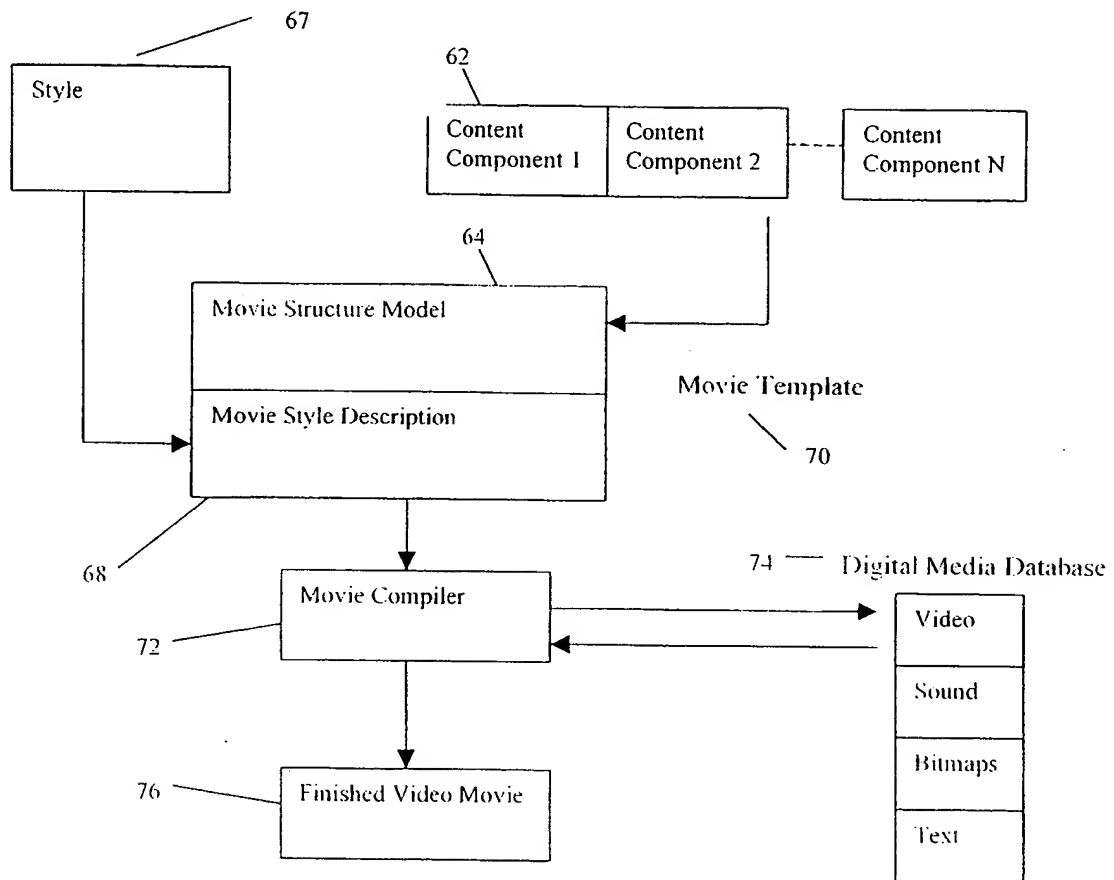 67
Style
62
Content
Component 1
Content
Component 2
Content
Component N
64
Movie Structure Model
Movie Template
Movie Style Description
70
68
74
Digital Media Database
Movie Compiler
Video
72
Sound
Bitmaps
76
Finished Video Movie
Text